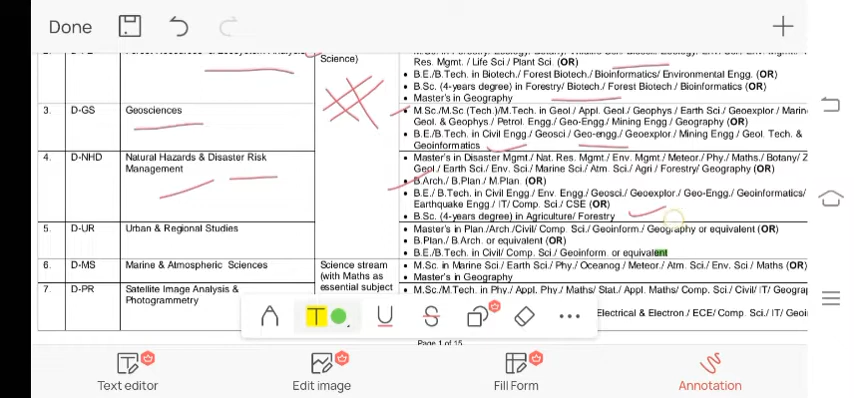 Done
Science)
Res. Mgmt. / Life Sci / Plant Sci. (OR)
• B.E./B.Tech. in Biotech./ Forest Biotech./ Bioinformatics/ Environmental Engg. (OR)
• B.Sc. (4-years degree) in Forestry/ Biotech./ Forest Biotech / Bioinformatics (OR)
• Master's in Geography
3. D-GS Geosciences
• M.Sc./M.Sc (Tech.)/M.Tech. in Geol / Appl. Geol./ Geophys / Earth Sci./ Geoexplor / Marin
Geol. & Geophys / Petrol. Engg./ Geo-Engg./ Mining Engg / Geography (OR)
• B.E./B.Tech. in Civil Engg./ Geosci./ Geo-engg./ Geoexplor./ Mining Engg / Geol. Tech. &
Geoinformatics
4. D-NHD Natural Hazards & Disaster Risk
Management
• Master's in Disaster Mgmt./ Nat. Res. Mgmt./ Env. Mgmt./ Meteor./ Phy./ Maths./ Botany/ Z
Geol / Earth Sci./ Env. Sci./ Marine Sci./ Atm. Sci./ Agri / Forestry/ Geography (OR)
• B.Arch./ B.Plan./ M.Plan. (OR)
• B.E./ B.Tech. in Civil Engg / Env. Engg./ Geosci./ Geoexplor./ Geo-Engg./ Geoinformatics/
Earthquake Engg. / IT/ Comp. Sci./ CSE (OR)
• B.Sc. (4-years degree) in Agriculture/ Forestry
5. D-UR Urban & Regional Studies
• Master's in Plan./Arch./Civil/ Comp. Sci./ Geoinform./ Geography or equivalent (OR)
• B.Plan./ B.Arch. or equivalent (OR)
• B.E./B.Tech. in Civil/ Comp. Sci./ Geoinform. or equivalent
6. D-MS Marine & Atmospheric Sciences
Science stream
(with Maths as
essential subject
• M.Sc. in Marine Sci./ Earth Sci./ Phy./ Oceanog / Meteor./ Atm. Sci./ Env. Sci / Maths (OR)
Master's in Geography
7. D-PR Satellite Image Analysis &
Photogrammetry
• M.Sc./M.Tech. in Phy./ Appl. Phy./ Maths/ Stat./ Appl. Maths/ Comp. Sci./ Civil/ IT/ Geograp
Electrical & Electron./ ECE/ Comp. Sci./ IT/ Geoi
T
U
S
Page 1 of 15
Text editor
Edit image
Fill Form
Annotation